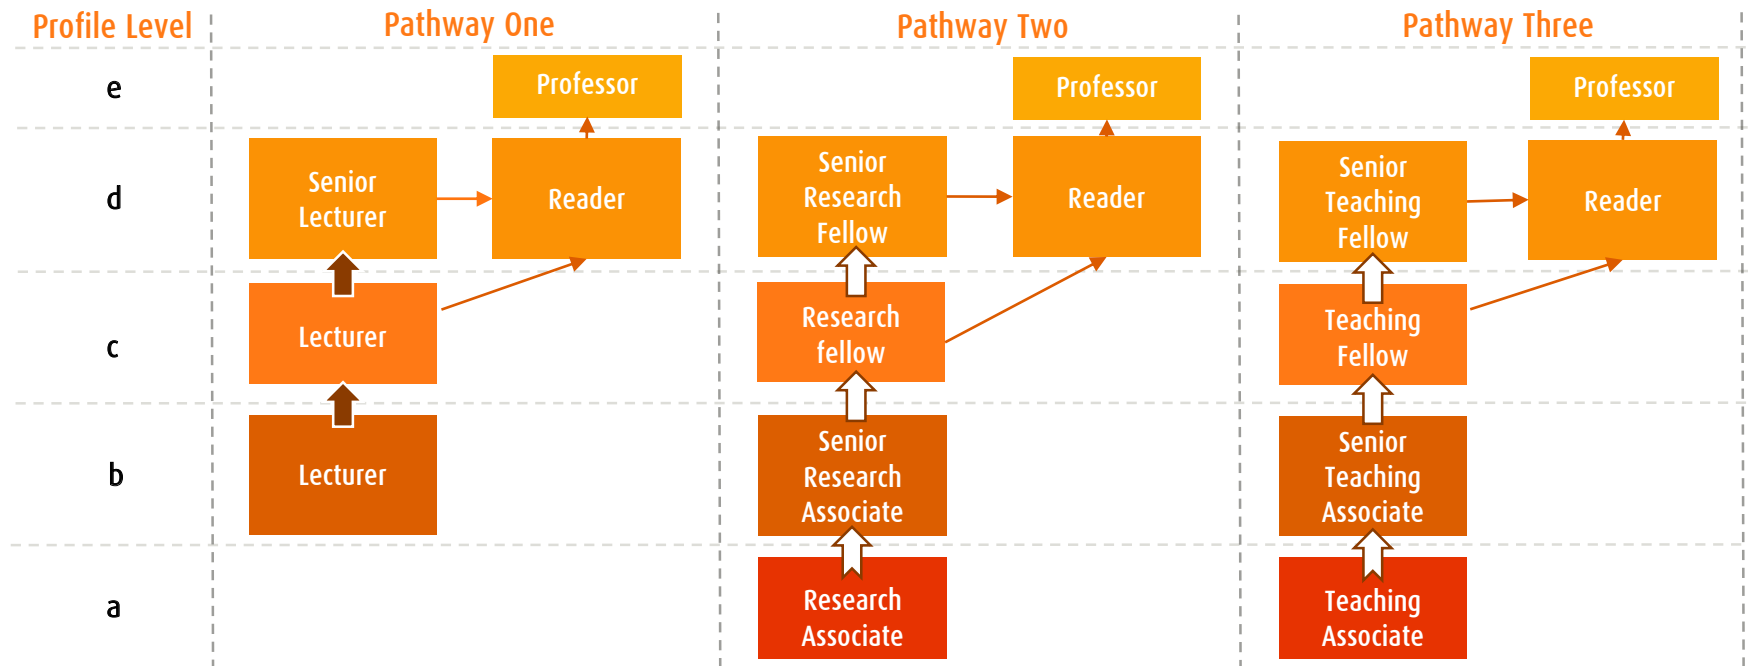 Profile Level
Pathway One
Pathway Two
Pathway Three
e
Professor
Professor
Professor
d
Senior
Lecturer
Reader
Senior
Research
Fellow
Reader
Senior
Teaching
Fellow
Reader
c
Lecturer
Research
fellow
Teaching
Fellow
b
Lecturer
Senior
Research
Associate
Senior
Teaching
Associate
a
Research
Associate
Teaching
Associate